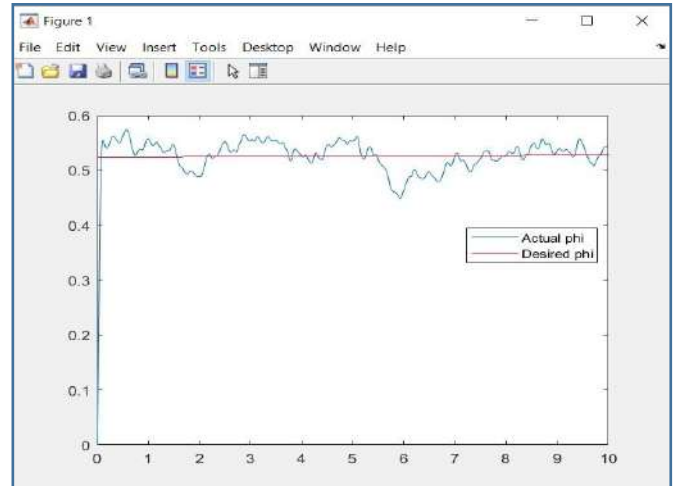 Figure 1
File Edit View Insert Tools Desktop Window Help
0.6
0.5
0.4
0.3
0.2
0.1
0
Actual phi
Desired phi
0 1 2 3 4 5 6 7 8 9 10